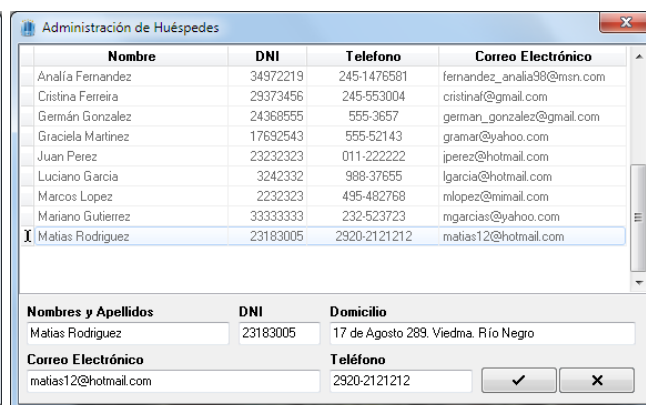 Administración de Huéspedes
Nombre DNI Telefono Correo Electrónico
Analía Fernandez 34972219 245-1476581 fernandez_analia98@msn.com
Cristina Ferreira 29373456 245-553004 cristinaf@gmail.com
Germán Gonzalez 24368555 555-3657 german_gonzalez@gmail.com
Graciela Martinez 17692543 555-52143 gramar@yahoo.com
Juan Perez 23232323 011-222222 jperez@hotmail.com
Luciano Garcia 3242332 988-37655 lgarcia@hotmail.com
Marcos Lopez 2232323 495-482768 mlopez@mimail.com
Mariano Gutierrez 33333333 232-523723 mgarcias@yahoo.com
Matias Rodriguez 23183005 2920-2121212 matias12@hotmail.com
Nombres y Apellidos DNI Domicilio
Matias Rodriguez 23183005 17 de Agosto 289. Viedma. Río Negro
Correo Electrónico Teléfono
matias12@hotmail.com 2920-2121212